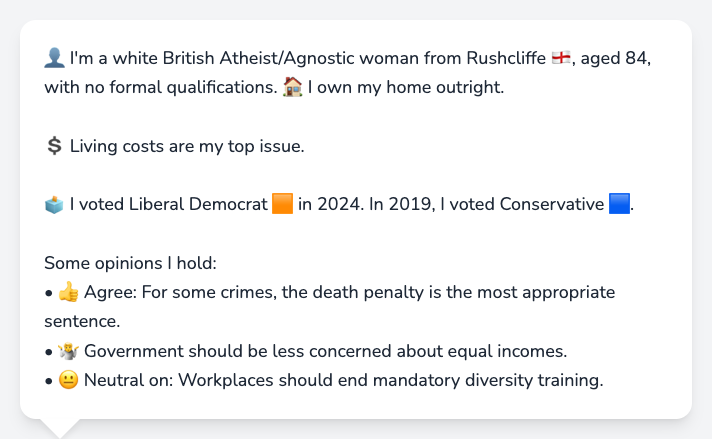 👤 I'm a white British Atheist/Agnostic woman from Rushcliffe 🏴󠁧󠁢󠁥󠁮󠁧󠁿, aged 84,
with no formal qualifications. 🏠 I own my home outright.
💲 Living costs are my top issue.
🗳️ I voted Liberal Democrat 🟧 in 2024. In 2019, I voted Conservative 🟦.
Some opinions I hold:
• 👍 Agree: For some crimes, the death penalty is the most appropriate
sentence.
• 🤷 Government should be less concerned about equal incomes.
• 😐 Neutral on: Workplaces should end mandatory diversity training.